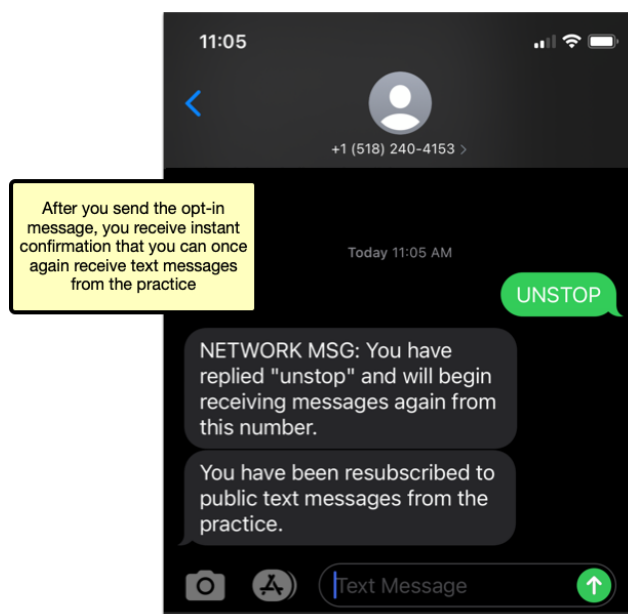 11:05
+1 (518) 240-4153 >
After you send the opt-in
message, you receive instant
confirmation that you can once
again receive text messages
from the practice
Today 11:05 AM
UNSTOP
NETWORK MSG: You have
replied "unstop" and will begin
receiving messages again from
this number.
You have been resubscribed to
public text messages from the
practice.
Text Message